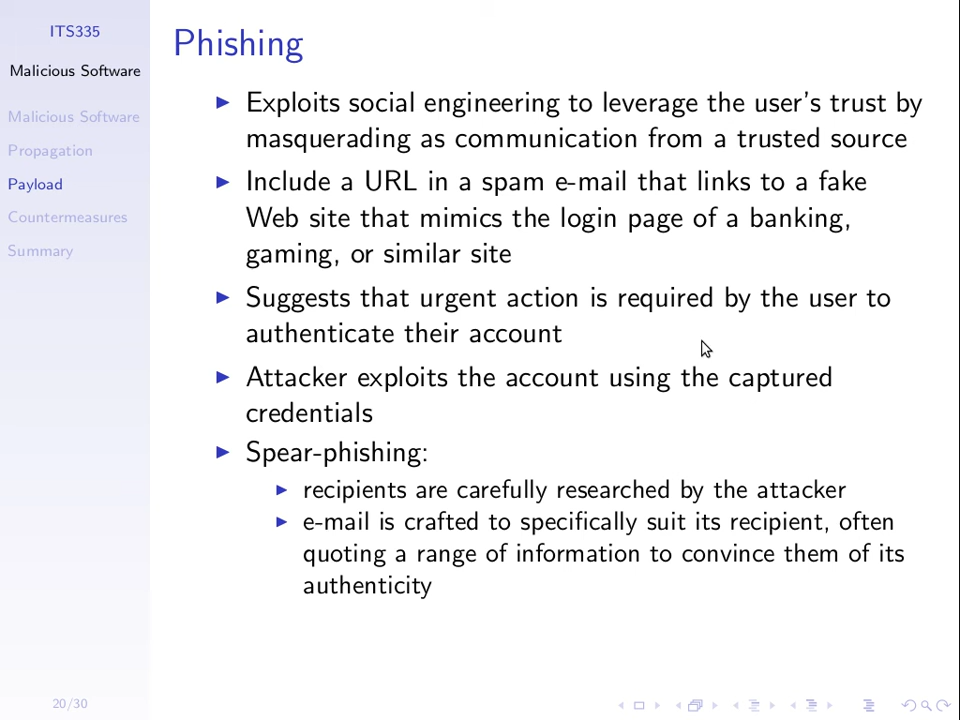 ITS335
Malicious Software
Malicious Software
Propagation
Payload
Countermeasures
Summary
Phishing
Exploits social engineering to leverage the user's trust by
masquerading as communication from a trusted source
Include a URL in a spam e-mail that links to a fake
Web site that mimics the login page of a banking,
gaming, or similar site
Suggests that urgent action is required by the user to
authenticate their account
Attacker exploits the account using the captured
credentials
Spear-phishing:
recipients are carefully researched by the attacker
e-mail is crafted to specifically suit its recipient, often
quoting a range of information to convince them of its
authenticity
20/30